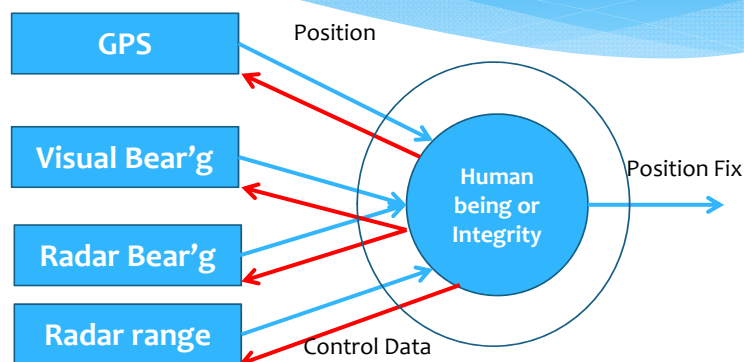 GPS
Position
Visual Bear'g
Human
being or
Integrity
Position Fix
Radar Bear'g
Radar range
Control Data